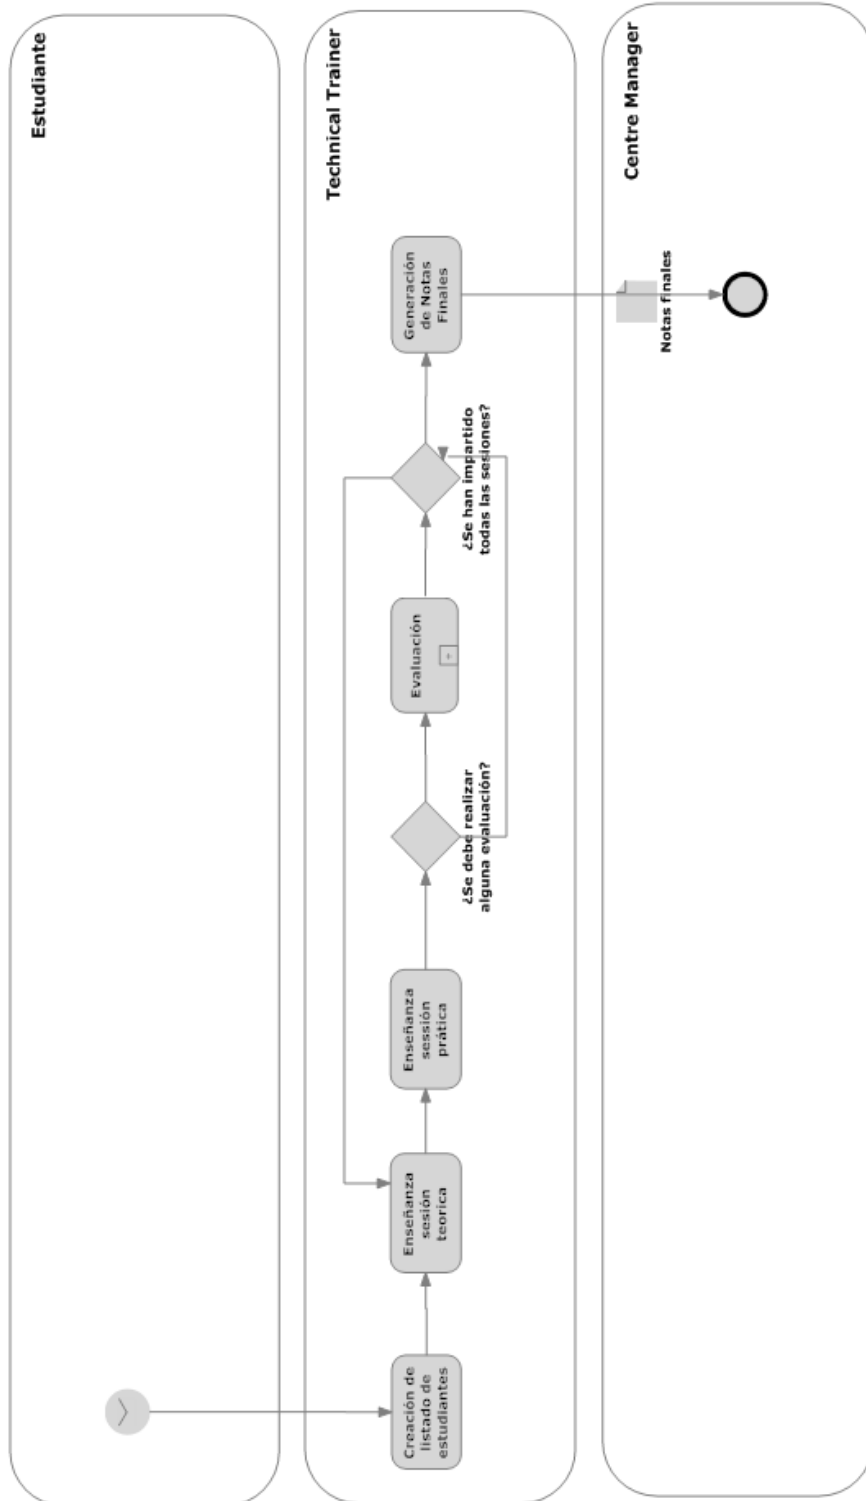 Estudiante
Technical Trainer
Centre Manager
Creación de
listado de
estudiantes
Enseñanza
sesión
teorica
Enseñanza
sessión
prática
¿Se debe realizar
alguna evaluación?
Evaluación
+
¿Se han impartido
todas las sesiones?
Generación
de Notas
Finales
Notas finales